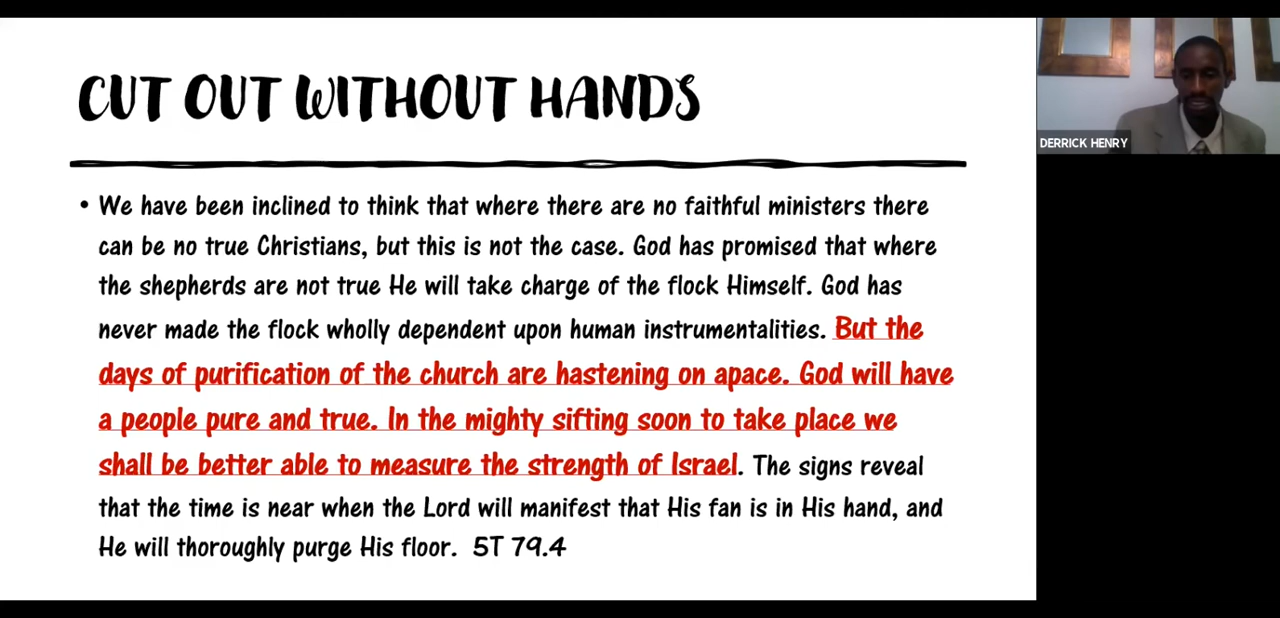 CUT OUT WITHOUT HANDS
• We have been inclined to think that where there are no faithful ministers there
can be no true Christians, but this is not the case. God has promised that where
the shepherds are not true He will take charge of the flock Himself. God has
never made the flock wholly dependent upon human instrumentalities. But the
days of purification of the church are hastening on apace. God will have
a people pure and true. In the mighty sifting soon to take place we
shall be better able to measure the strength of Israel. The signs reveal
that the time is near when the Lord will manifest that His fan is in His hand, and
He will thoroughly purge His floor. 5T 79.4
DERRICK HENRY